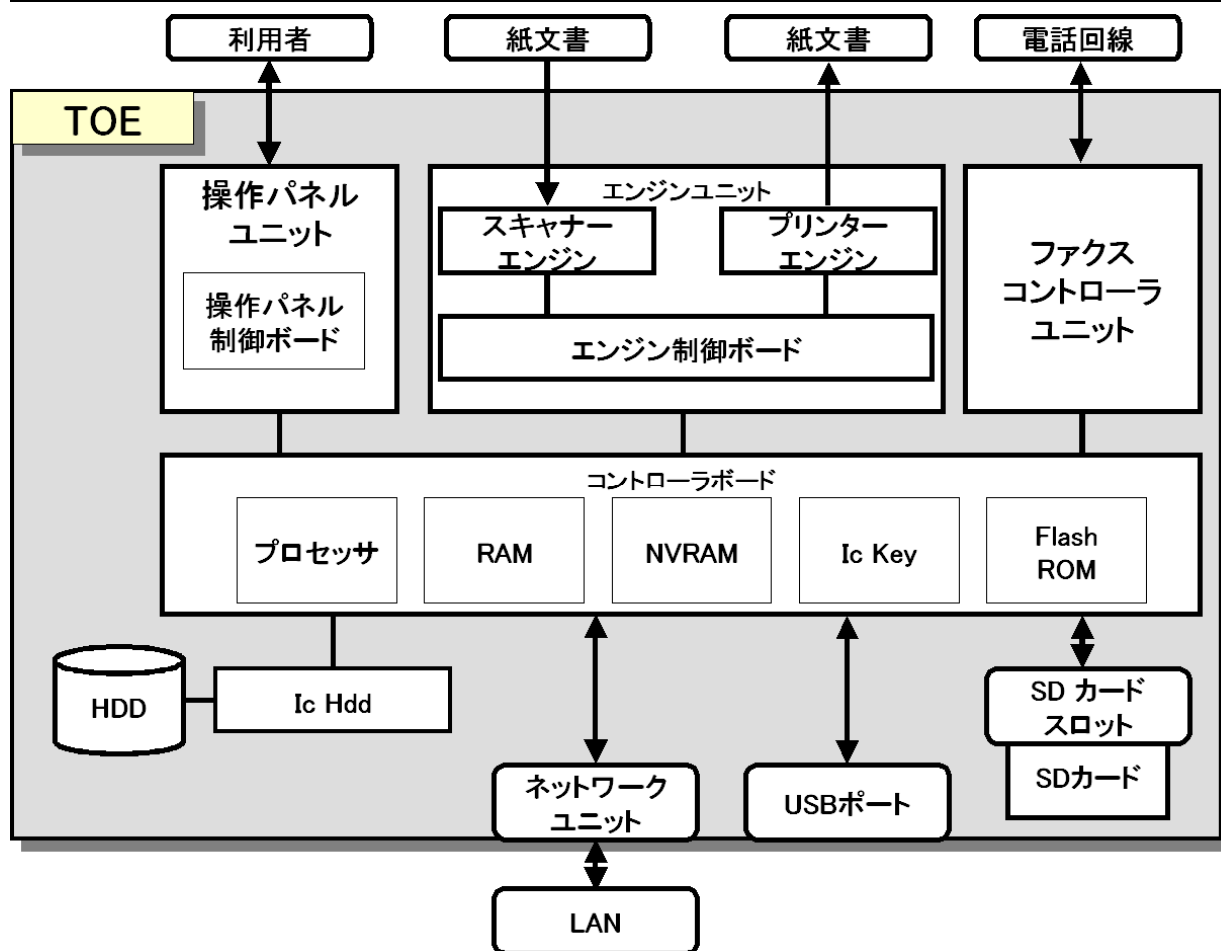 利用者
紙文書
紙文書
電話回線
TOE
操作パネル
ユニット
操作パネル
制御ボード
エンジンユニット
スキャナー
エンジン
プリンター
エンジン
エンジン制御ボード
ファクス
コントローラ
ユニット
コントローラボード
プロセッサ
RAM
NVRAM
Ic Key
Flash
ROM
HDD
Ic Hdd
ネットワーク
ユニット
USBポート
SD カード
スロット
SDカード
LAN